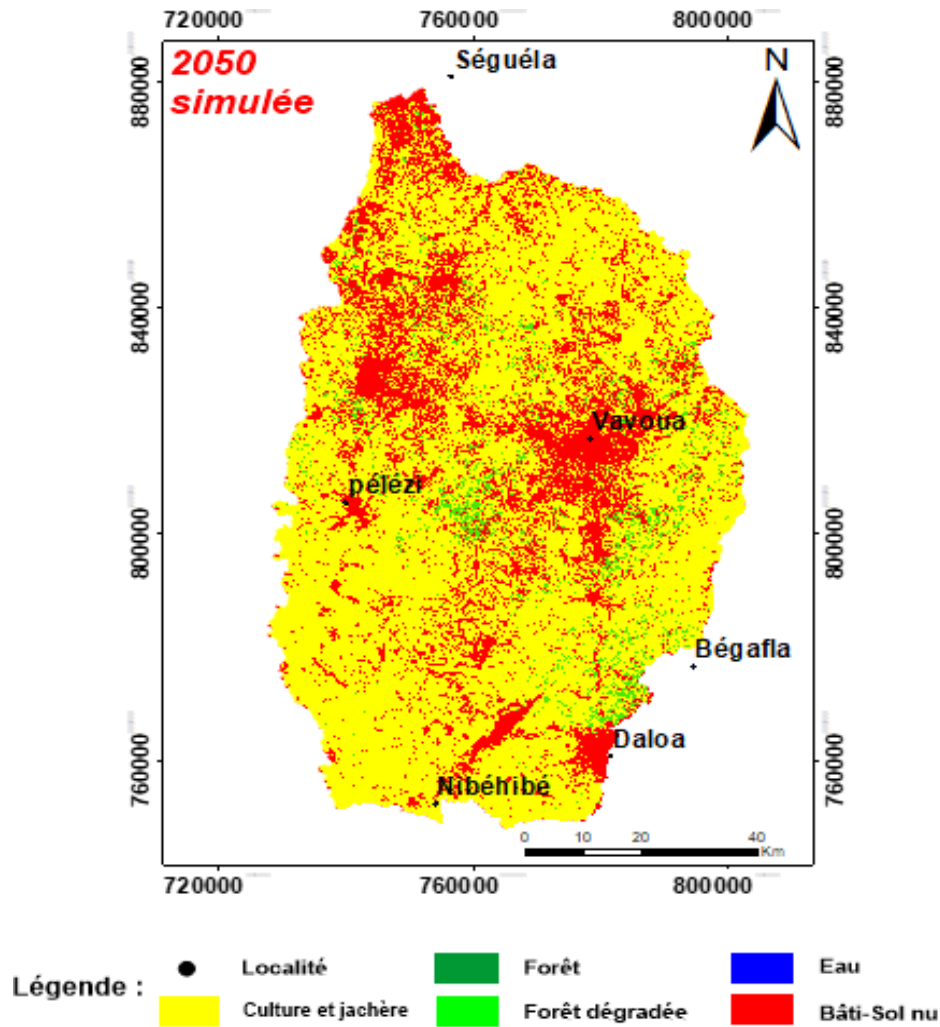 720000 760000 800000
2050
simulée
Séguéla
N
880000 880000
840000 840000
Vavoua
pélézi
800000 800000
Bégafla
Daloa
760000 760000
Nibéhibé
0 10 20 40
Km
720000 760000 800000
Légende :
Localité Forêt Eau
Culture et jachère Forêt dégradée Bâti-Sol nu